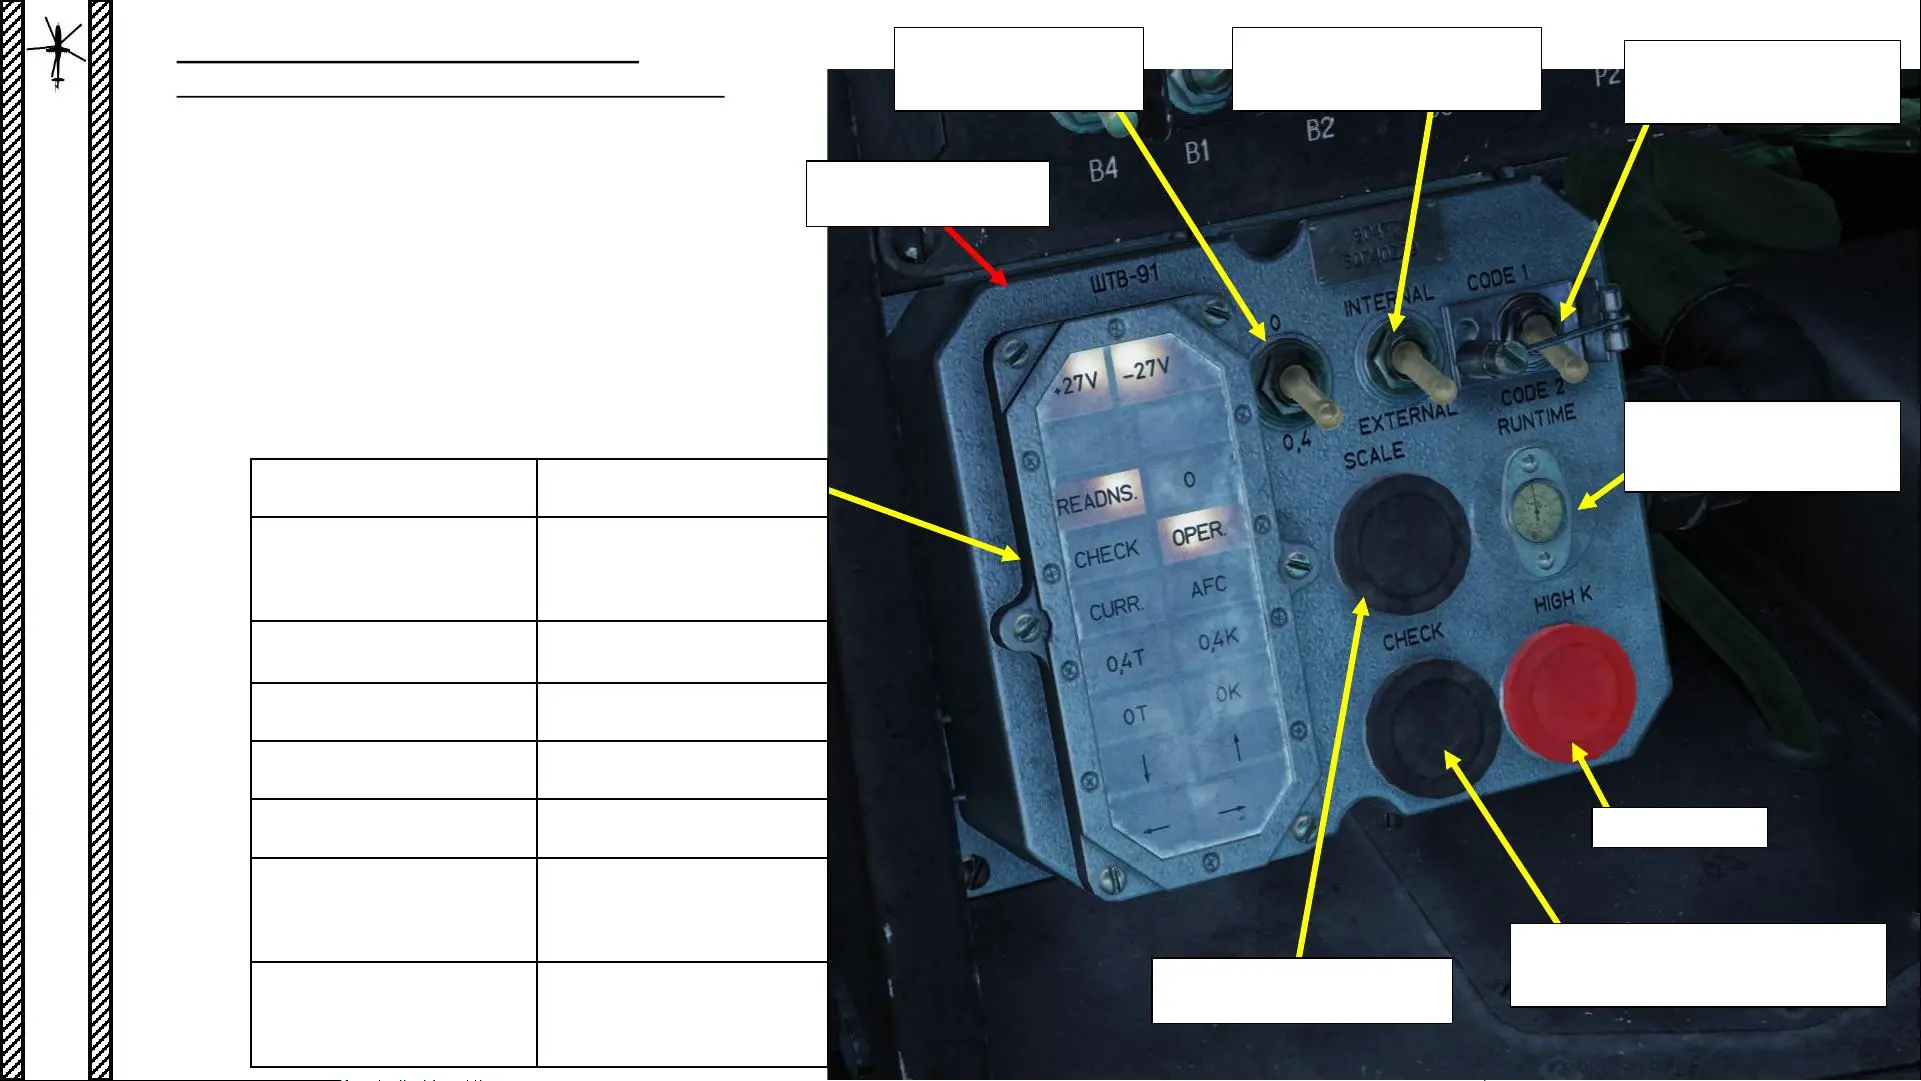 B4
B1
B2
P2
ШТВ-91
INTERNAL
CODE 1
0
EXTERNAL
CODE 2
0,4
SCALE
RUNTIME
+27V
-27V
READNS.
0
CHECK
OPER.
CURR.
AFC
0,4T
0,4K
0T
0K
↓
↑
←
→
CHECK
HIGH K